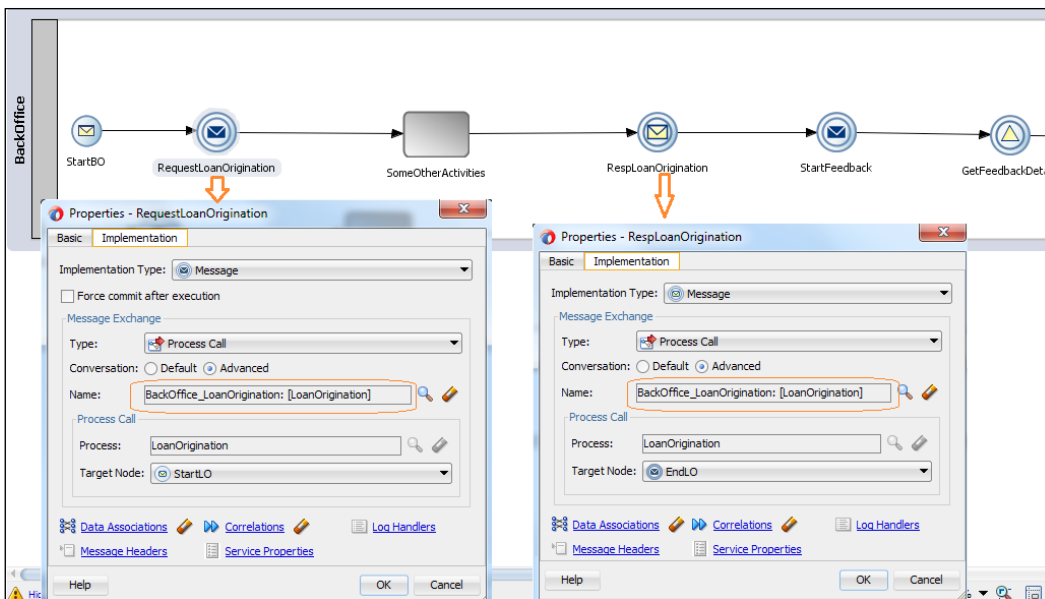 BackOffice
StartBO
RequestLoanOrigination
SomeOtherActivities
RespLoanOrigination
StartFeedback
GetFeedbackDeta
Properties - RequestLoanOrigination
Basic Implementation
Implementation Type: Message
Force commit after execution
Message Exchange
Type: Process Call
Conversation: Default Advanced
Name: BackOffice_LoanOrigination: [LoanOrigination]
Process Call
Process: LoanOrigination
Target Node: StartLO
Data Associations Correlations Log Handlers
Message Headers Service Properties
Help OK Cancel
Properties - RespLoanOrigination
Basic Implementation
Implementation Type: Message
Message Exchange
Type: Process Call
Conversation: Default Advanced
Name: BackOffice_LoanOrigination: [LoanOrigination]
Process Call
Process: LoanOrigination
Target Node: EndLO
Data Associations Correlations Log Handlers
Message Headers Service Properties
Help OK Cancel